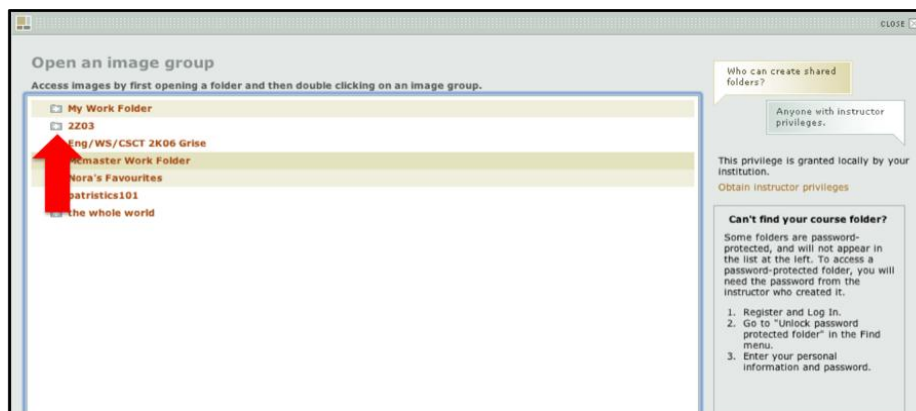 CLOSE
Open an image group
Access images by first opening a folder and then double clicking on an image group.
My Work Folder
2Z03
Eng/WS/CSCT 2K06 Grise
Mcmaster Work Folder
Nora's Favourites
patristics101
the whole world
Who can create shared
folders?
Anyone with instructor
privileges.
This privilege is granted locally by your
institution.
Obtain instructor privileges
Can't find your course folder?
Some folders are password-
protected, and will not appear in
the list at the left. To access a
password-protected folder, you will
need the password from the
instructor who created it.
1. Register and Log In.
2. Go to "Unlock password
protected folder" in the Find
menu.
3. Enter your personal
information and password.